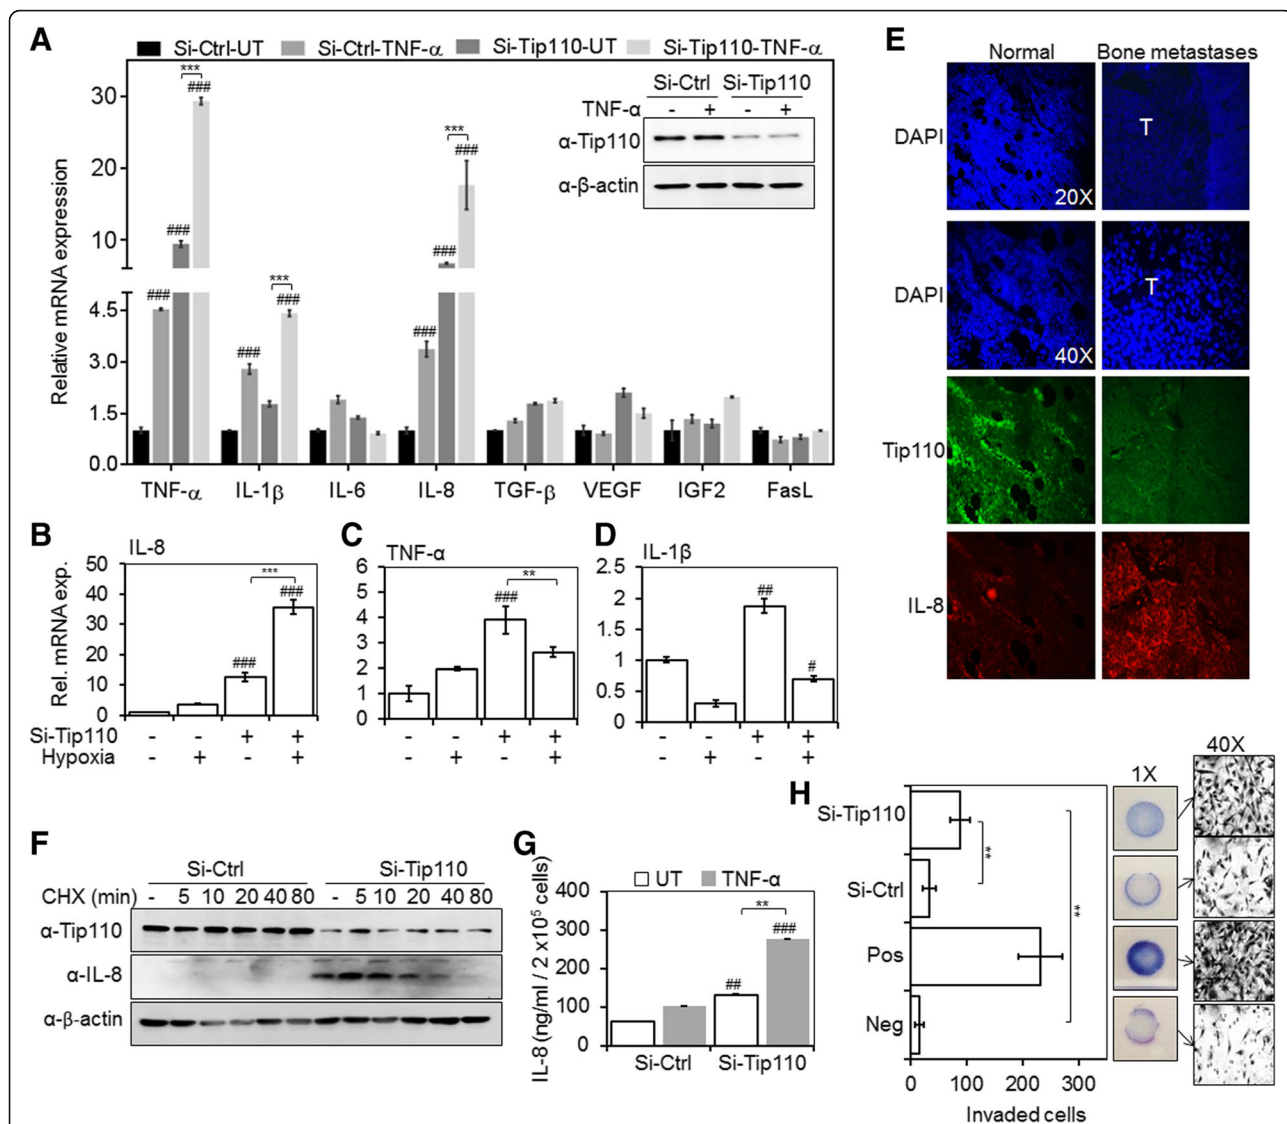 A
Si-Ctrl-UT Si-Ctrl-TNF-α Si-Tip110-UT Si-Tip110-TNF-α
Relative mRNA expression
30
20
10
4.5
3.0
1.5
0.0
### ### *** ###
### *** ###
### ### *** ###
TNF-α IL-1β IL-6 IL-8 TGF-β VEGF IGF2 FasL
Si-Ctrl Si-Tip110
TNF-α - + - +
α-Tip110
α-β-actin
B
IL-8
Rel. mRNA exp.
50
40
30
20
10
0
***
###
###
Si-Tip110 - - + +
Hypoxia - + - +
C
TNF-α
6
5
4
3
2
1
0
**
###
- - + +
- + - +
D
IL-1β
2.5
2
1.5
1
0.5
0
##
#
- - + +
- + - +
E
Normal Bone metastases
DAPI
20X
T
DAPI
40X
T
Tip110
IL-8
F
Si-Ctrl Si-Tip110
CHX (min) - 5 10 20 40 80 - 5 10 20 40 80
α-Tip110
α-IL-8
α-β-actin
G
UT TNF-α
IL-8 (ng/ml / 2 x10⁵ cells)
400
300
200
100
0
**
##
###
Si-Ctrl Si-Tip110
H
Si-Tip110
Si-Ctrl
Pos
Neg
**
**
0 100 200 300
Invaded cells
1X
40X